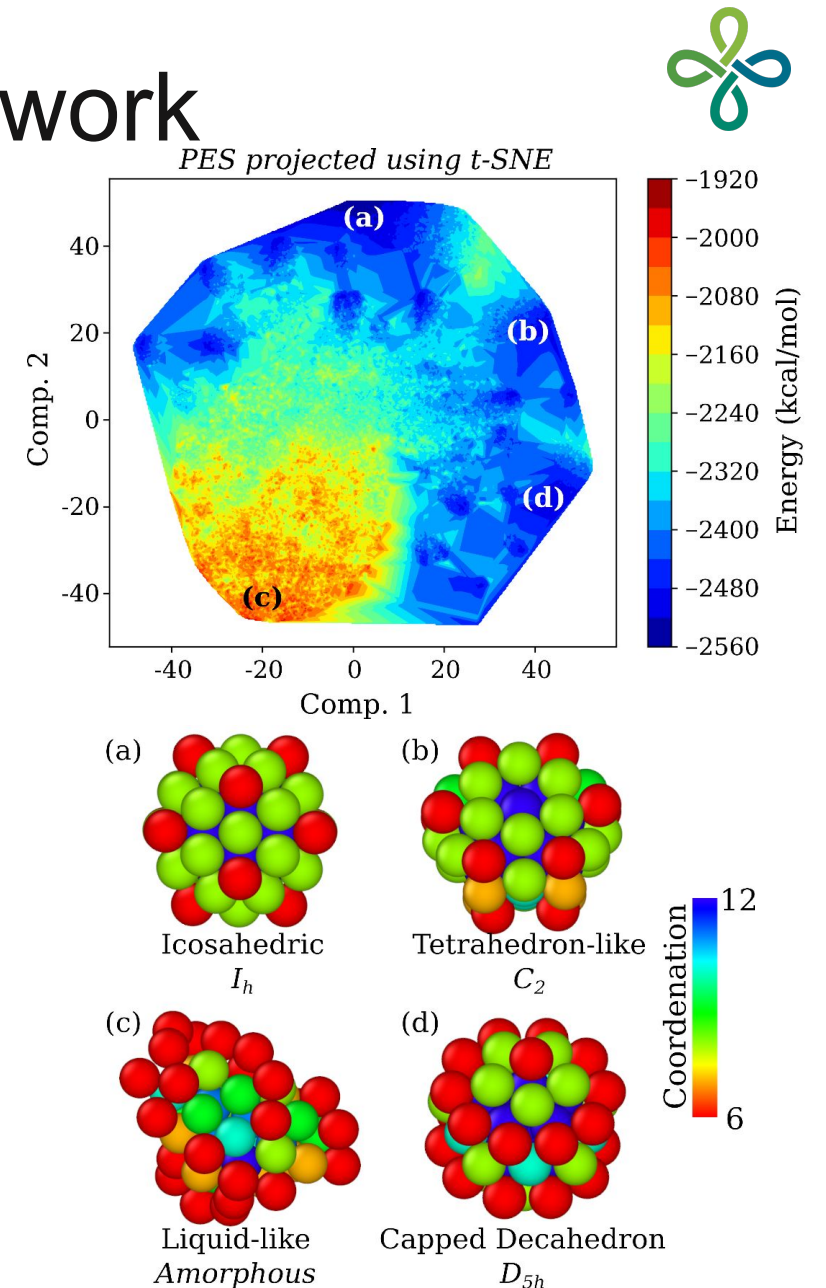 work
PES projected using t-SNE
(a)
(b)
(d)
(c)
40
20
0
-20
-40
Comp. 2
-40 -20 0 20 40
Comp. 1
−1920
−2000
−2080
−2160
−2240
−2320
−2400
−2480
−2560
Energy (kcal/mol)
(a) (b)
Icosahedric Tetrahedron-like
Ih C2
(c) (d)
Liquid-like Capped Decahedron
Amorphous D5h
12
Coordenation
6